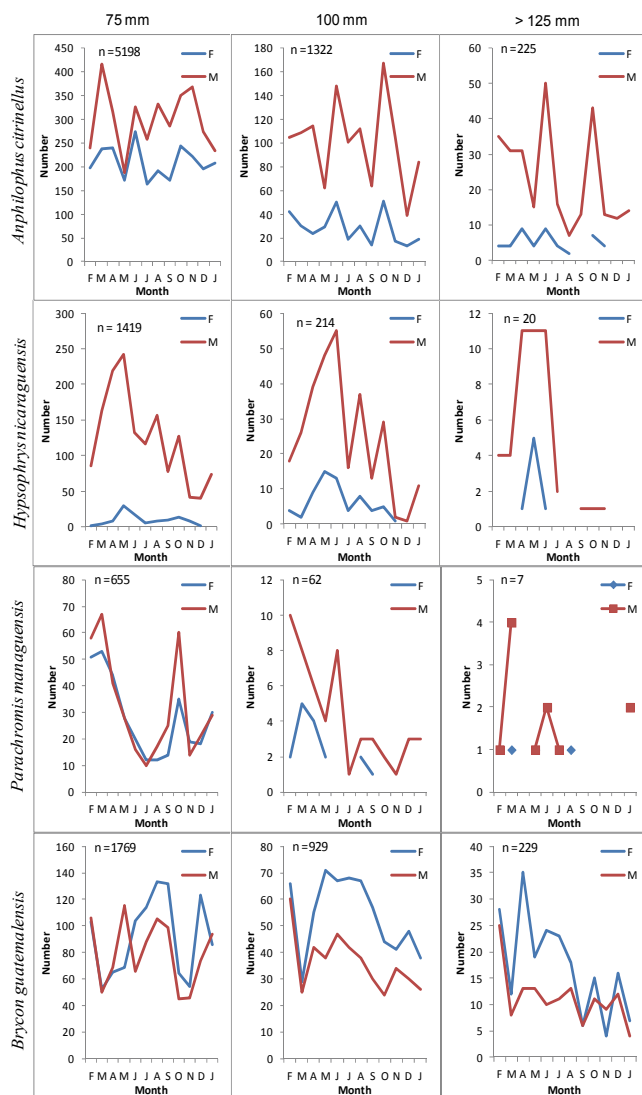 75 mm 100 mm > 125 mm
Anphilophus citrinellus
450
400
350
300
250
200
150
100
50
0
Number
n = 5198
F
M
F M A M J J A S O N D J
Month
180
160
140
120
100
80
60
40
20
0
Number
n =1322
F
M
F M A M J J A S O N D J
Month
60
50
40
30
20
10
0
Number
n = 225
F
M
F M A M J J A S O N D J
Month
Hypsophrys nicaraguensis
300
250
200
150
100
50
0
Number
n = 1419
F
M
F M A M J J A S O N D J
Month
60
50
40
30
20
10
0
Number
n = 214
F
M
F M A M J J A S O N D J
Month
12
10
8
6
4
2
0
Number
n = 20
F
M
F M A M J J A S O N D J
Month
Parachromis managuensis
80
70
60
50
40
30
20
10
0
Number
n=655
F
M
F M A M J J A S O N D J
Month
12
10
8
6
4
2
0
Number
n=62
F
M
F M A M J J A S O N D J
Month
5
4
3
2
1
0
Number
n=7
F
M
F M A M J J A S O N D J
Month
Brycon guatemalensis
160
140
120
100
80
60
40
20
0
Number
n=1769
F
M
F M A M J J A S O N D J
Month
80
70
60
50
40
30
20
10
0
Number
n=929
F
M
F M A M J J A S O N D J
Month
40
35
30
25
20
15
10
5
0
Number
n=229
F
M
F M A M J J A S O N D J
Month